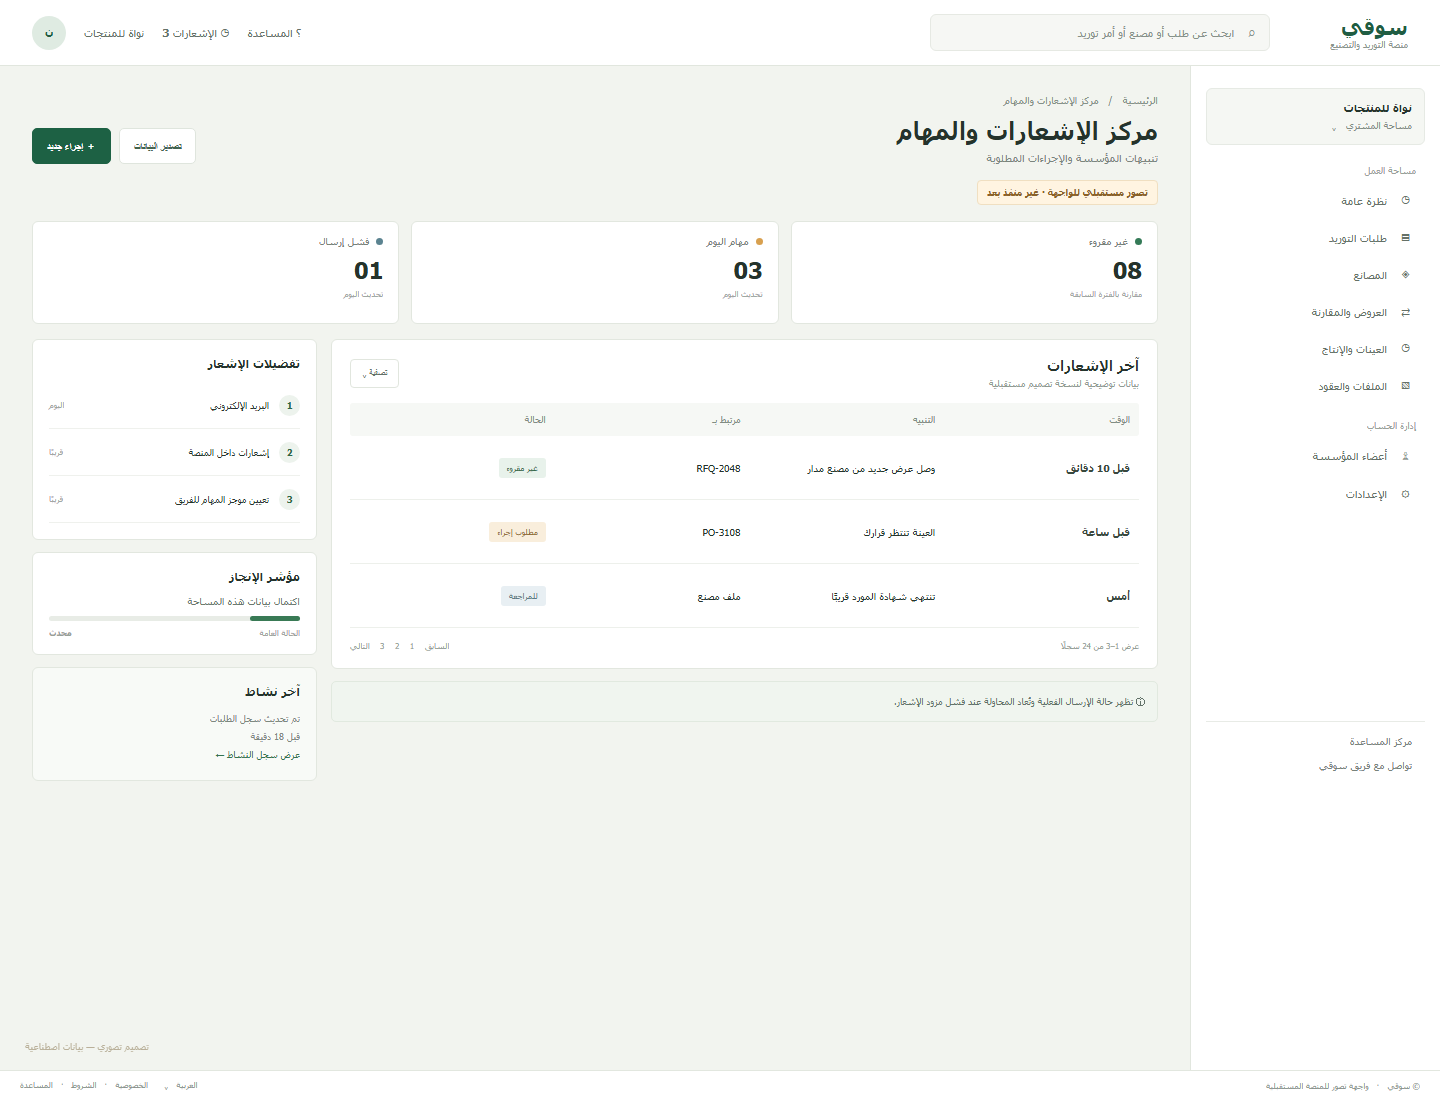 سوقي
منصة التوريد والتصنيع
ابحث عن طلب أو مصنع أو أمر توريد
؟ المساعدة
الإشعارات 3
نواة للمنتجات
ن
نواة للمنتجات
مساحة المشتري
مساحة العمل
نظرة عامة
طلبات التوريد
المصانع
العروض والمقارنة
العينات والإنتاج
الملفات والعقود
إدارة الحساب
أعضاء المؤسسة
الإعدادات
مركز المساعدة
تواصل مع فريق سوقي
الرئيسية / مركز الإشعارات والمهام
مركز الإشعارات والمهام
تنبيهات المؤسسة والإجراءات المطلوبة
تصور مستقبلي للواجهة · غير منفذ بعد
تصدير البيانات
+ إجراء جديد
غير مقروء
08
مقارنة بالفترة السابقة
مهام اليوم
03
تحديث اليوم
فشل إرسال
01
تحديث اليوم
آخر الإشعارات
بيانات توضيحية لنسخة تصميم مستقبلية
تصفية
الوقت التنبيه مرتبط بـ الحالة
قبل 10 دقائق وصل عرض جديد من مصنع مدار RFQ-2048 غير مقروء
قبل ساعة العينة تنتظر قرارك PO-3108 مطلوب إجراء
أمس تنتهي شهادة المورد قريبًا ملف مصنع للمراجعة
عرض 1–3 من 24 سجلًا
السابق 1 2 3 التالي
تظهر حالة الإرسال الفعلية وتُعاد المحاولة عند فشل مزود الإشعار.
تفضيلات الإشعار
1 البريد الإلكتروني اليوم
2 إشعارات داخل المنصة قريبًا
3 تعيين موجز المهام للفريق قريبًا
مؤشر الإنجاز
اكتمال بيانات هذه المساحة
الحالة العامة محدث
آخر نشاط
تم تحديث سجل الطلبات
قبل 18 دقيقة
عرض سجل النشاط ←
تصميم تصوري — بيانات اصطناعية
© سوقي · واجهة تصور للمنصة المستقبلية
العربية الخصوصية · الشروط · المساعدة